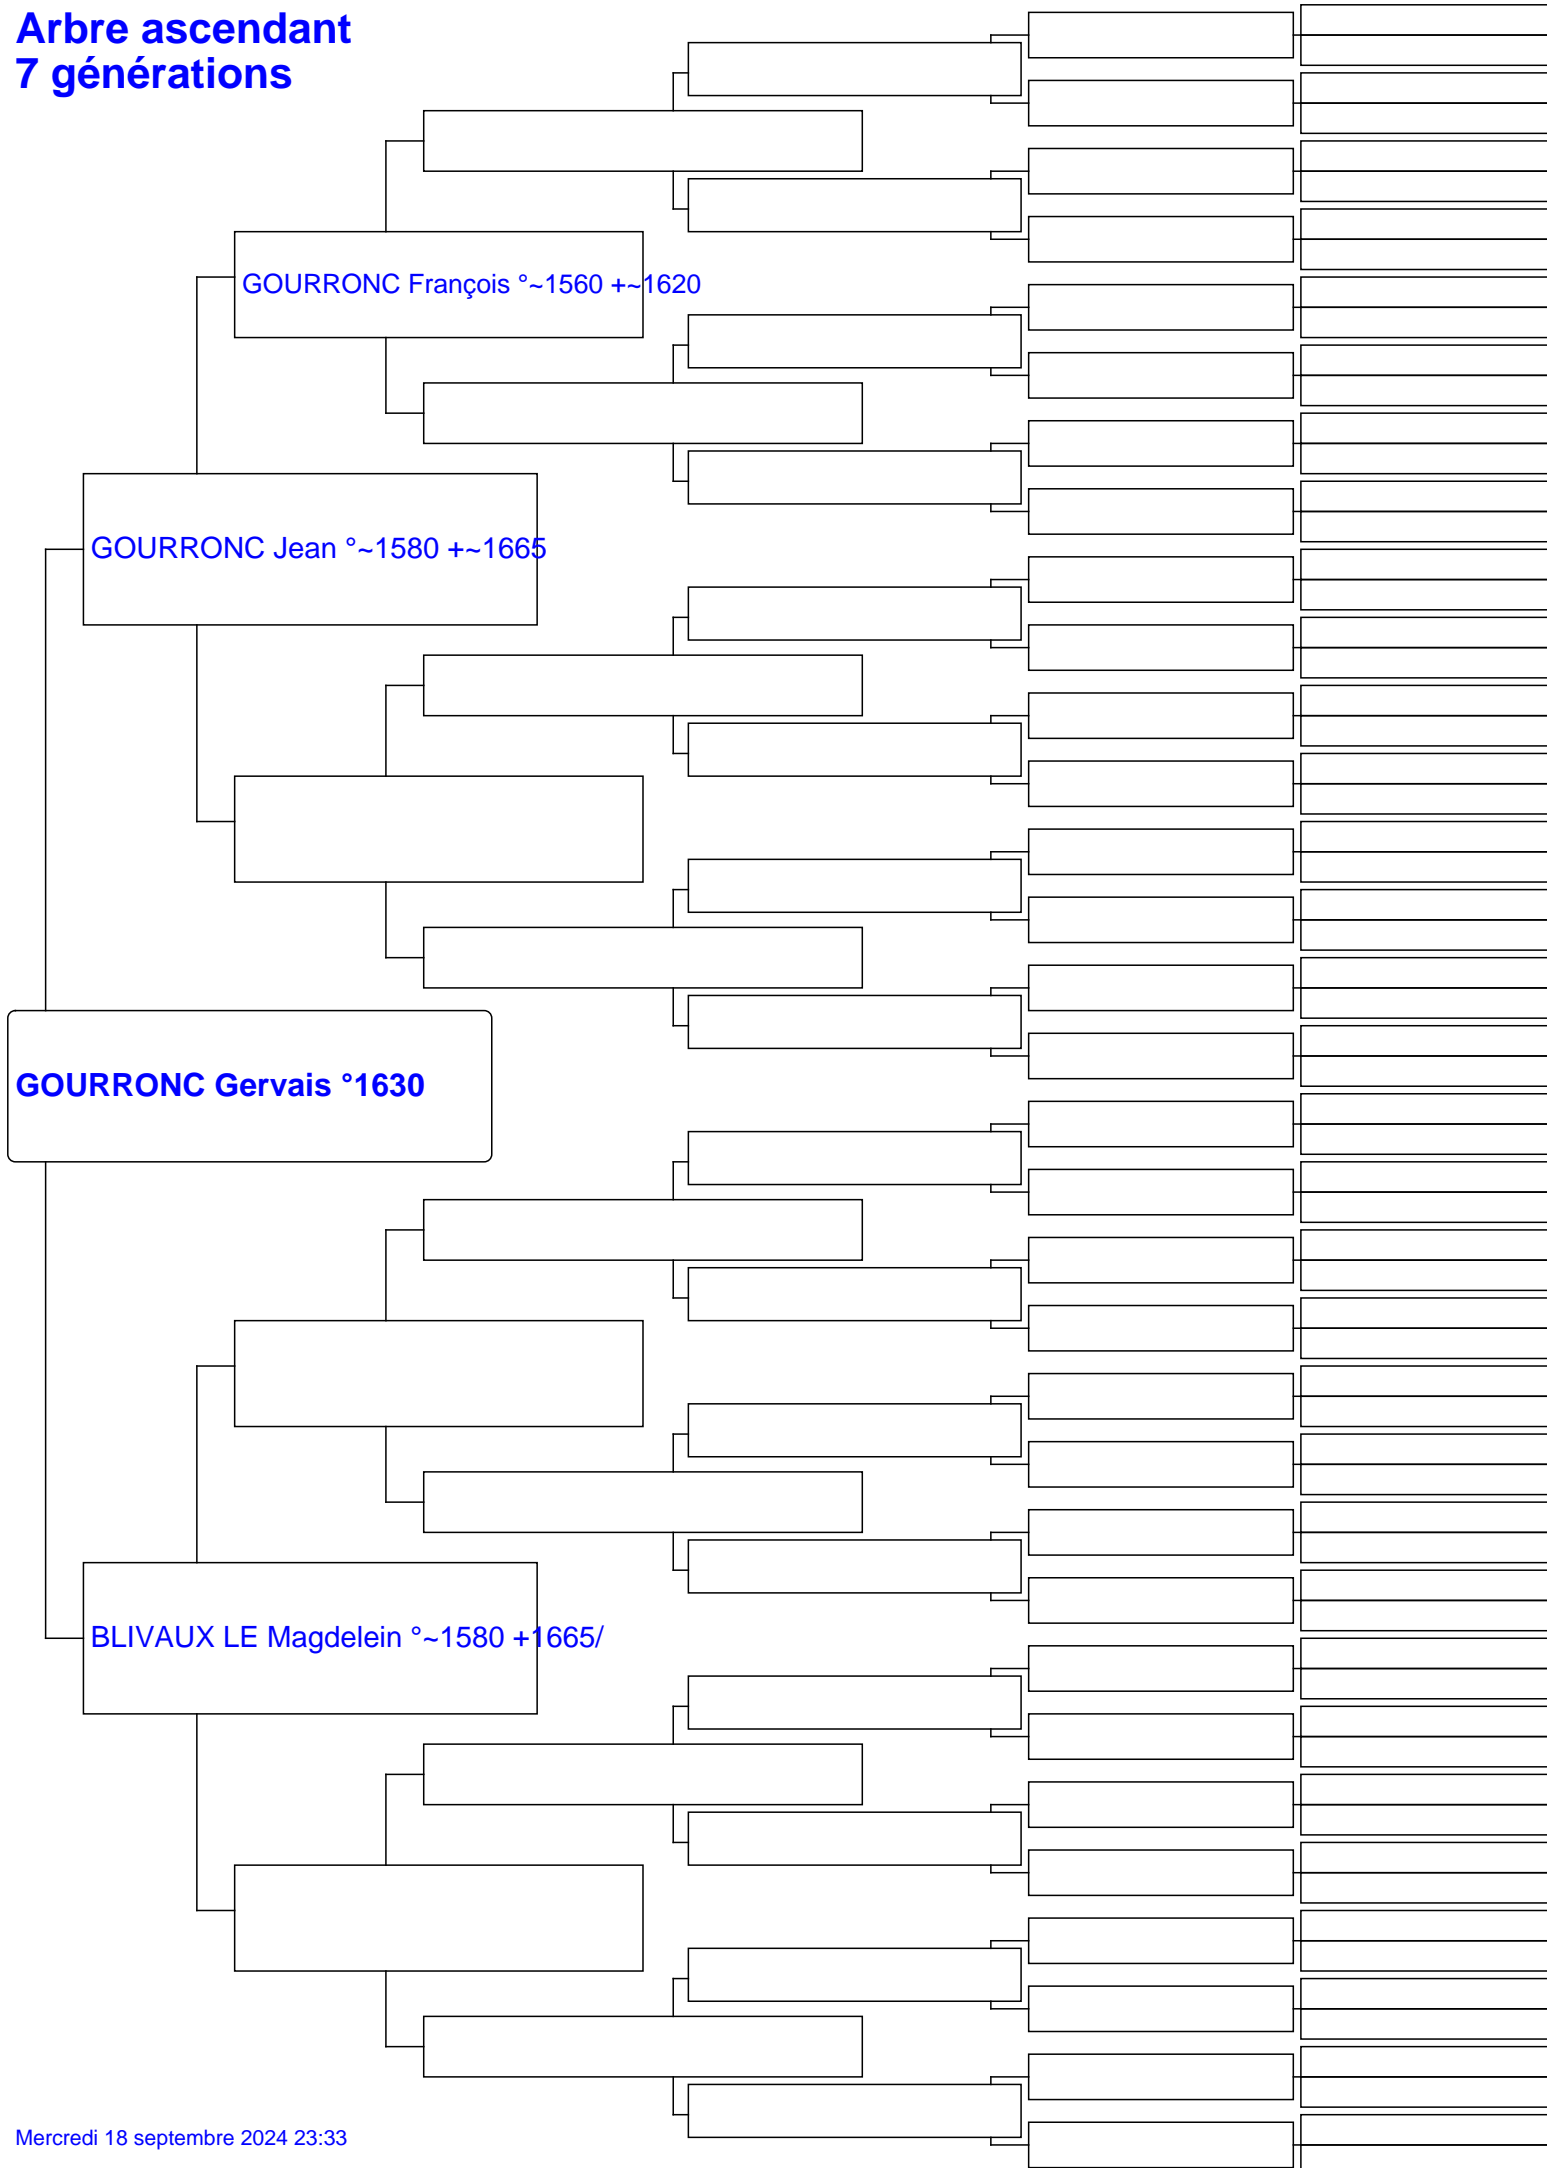 Arbre ascendant
7 générations
GOURRONC François °~1560 +~1620
GOURRONC Jean °~1580 +~1665
GOURRONC Gervais °1630
BLIVAUX LE Magdelein °~1580 +1665/
Mercredi 18 septembre 2024 23:33